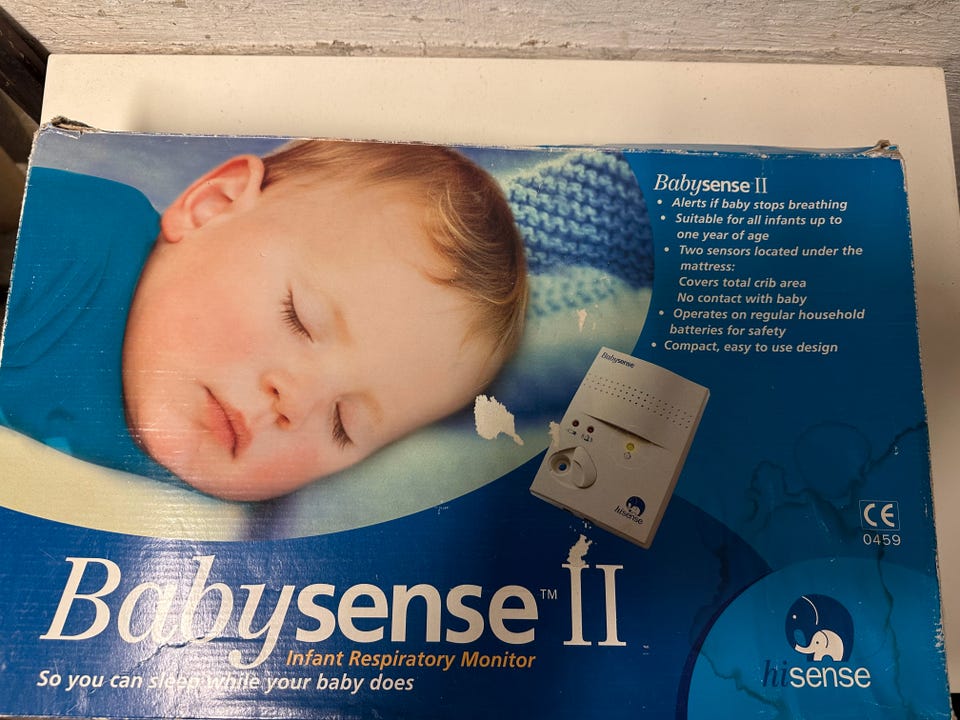 Babysense II
• Alerts if baby stops breathing
• Suitable for all infants up to
one year of age
• Two sensors located under the
mattress:
Covers total crib area
No contact with baby
• Operates on regular household
batteries for safety
• Compact, easy to use design
Babysense
hisense
CE
0459
Babysense™ II
Infant Respiratory Monitor
So you can sleep while your baby does
hisense